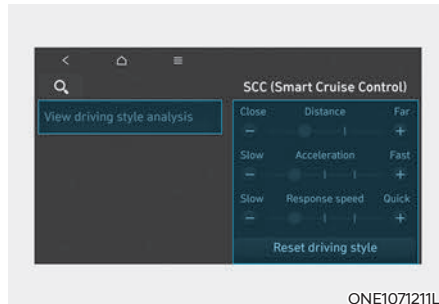 SCC (Smart Cruise Control)
View driving style analysis
Close Distance Far
Slow Acceleration Fast
Slow Response speed Quick
Reset driving style
ONE1071211L